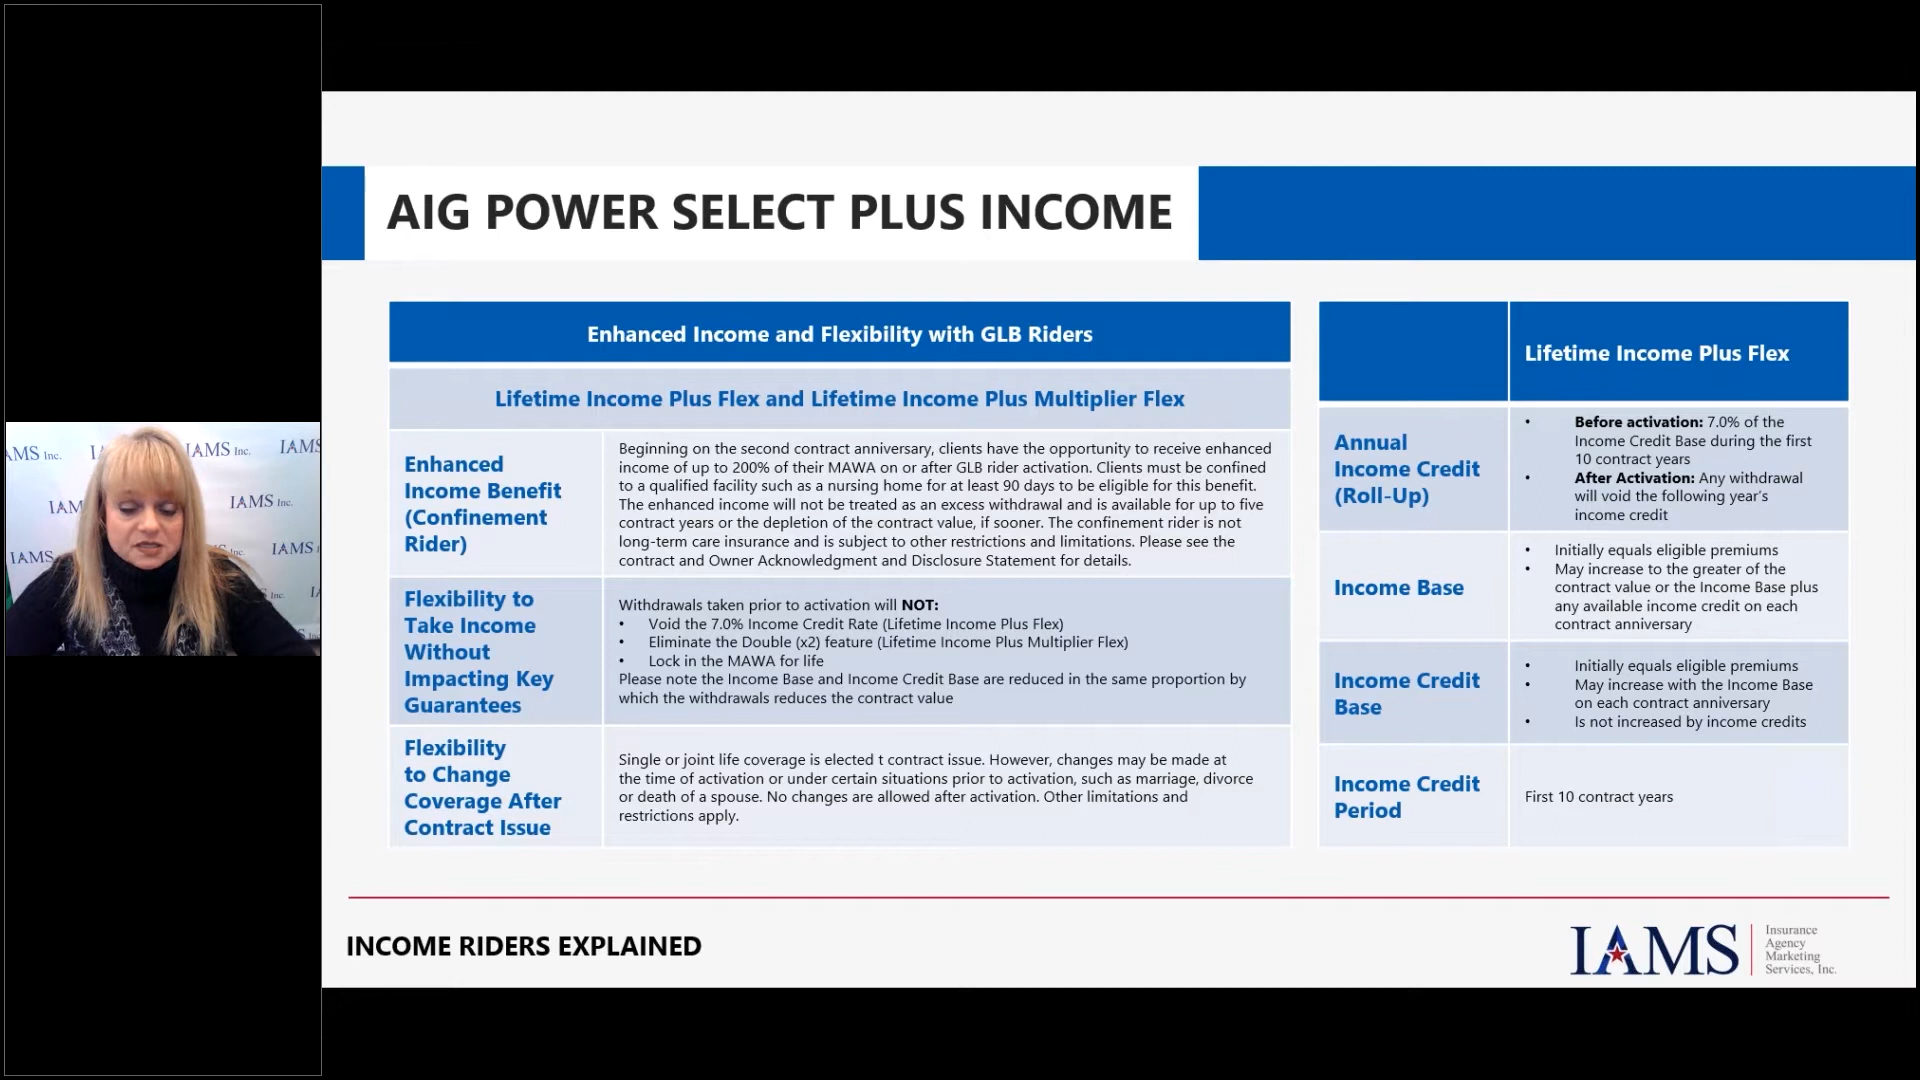 AIG POWER SELECT PLUS INCOME
Enhanced Income and Flexibility with GLB Riders
Lifetime Income Plus Flex and Lifetime Income Plus Multiplier Flex
Enhanced
Income Benefit
(Confinement
Rider)
Beginning on the second contract anniversary, clients have the opportunity to receive enhanced
income of up to 200% of their MAWA on or after GLB rider activation. Clients must be confined
to a qualified facility such as a nursing home for at least 90 days to be eligible for this benefit.
The enhanced income will not be treated as an excess withdrawal and is available for up to five
contract years or the depletion of the contract value, if sooner. The confinement rider is not
long-term care insurance and is subject to other restrictions and limitations. Please see the
contract and Owner Acknowledgment and Disclosure Statement for details.
Flexibility to
Take Income
Without
Impacting Key
Guarantees
Withdrawals taken prior to activation will NOT:
• Void the 7.0% Income Credit Rate (Lifetime Income Plus Flex)
• Eliminate the Double (x2) feature (Lifetime Income Plus Multiplier Flex)
• Lock in the MAWA for life
Please note the Income Base and Income Credit Base are reduced in the same proportion by
which the withdrawals reduces the contract value
Flexibility
to Change
Coverage After
Contract Issue
Single or joint life coverage is elected t contract issue. However, changes may be made at
the time of activation or under certain situations prior to activation, such as marriage, divorce
or death of a spouse. No changes are allowed after activation. Other limitations and
restrictions apply.
Lifetime Income Plus Flex
Annual
Income Credit
(Roll-Up)
• Before activation: 7.0% of the
Income Credit Base during the first
10 contract years
• After Activation: Any withdrawal
will void the following year's
income credit
Income Base
• Initially equals eligible premiums
• May increase to the greater of the
contract value or the Income Base plus
any available income credit on each
contract anniversary
Income Credit
Base
• Initially equals eligible premiums
• May increase with the Income Base
on each contract anniversary
• Is not increased by income credits
Income Credit
Period
First 10 contract years
INCOME RIDERS EXPLAINED
IAMS
Insurance
Agency
Marketing
Services, Inc.
IAMS Inc.
IAMS Inc.
IAMS
IAM
IAMS Inc.
IAMS
IAMS